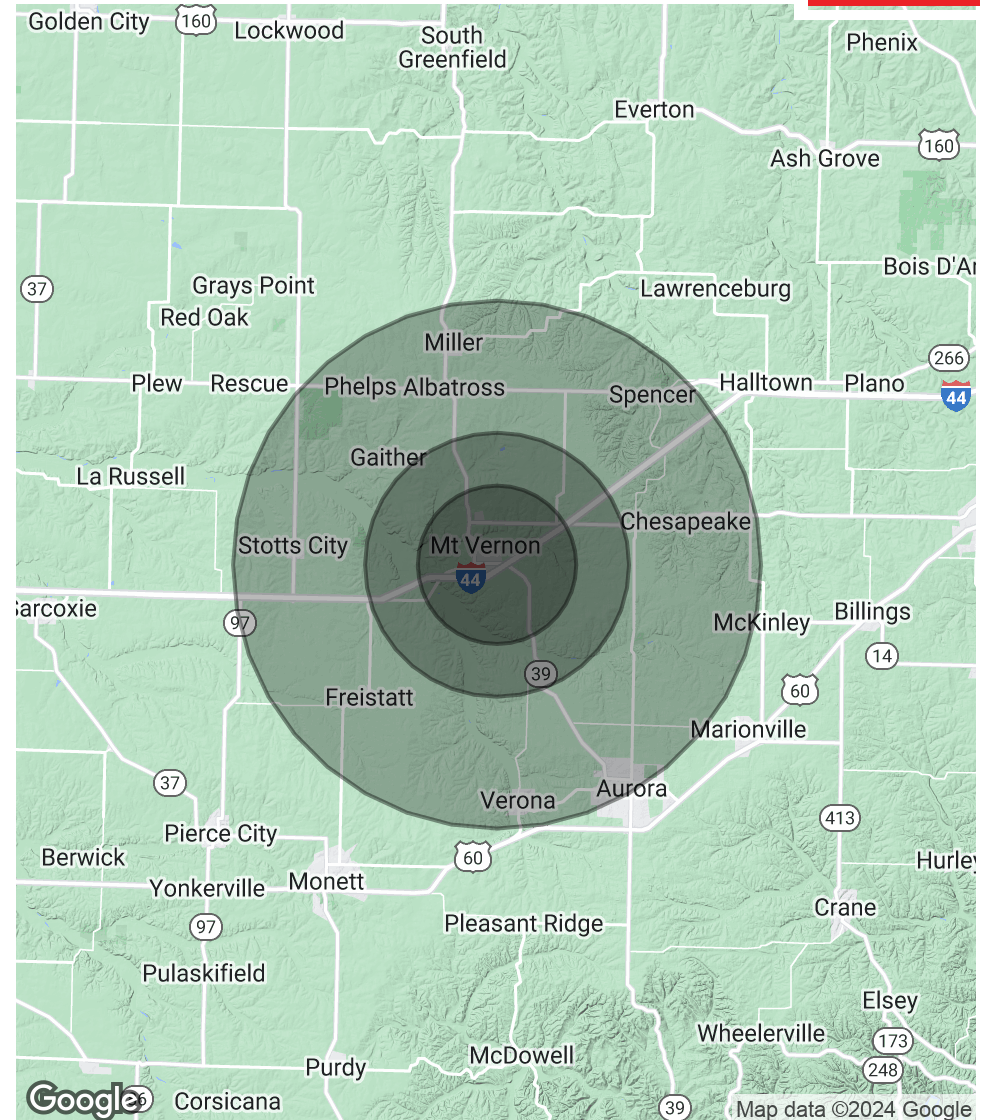 Golden City
160
Lockwood
South
Greenfield
Phenix
Everton
Ash Grove
160
Bois D'Ar
37
Grays Point
Lawrenceburg
Red Oak
Miller
266
Plew
Rescue
Phelps
Albatross
Spencer
Halltown
Plano
44
Gaither
La Russell
Chesapeake
Stotts City
Mt Vernon
44
Sarcoxie
97
McKinley
Billings
14
39
60
Freistatt
Marionville
37
Verona
Aurora
413
Pierce City
Berwick
60
Hurley
Yonkerville
Monett
97
Pleasant Ridge
Crane
Pulaskifield
Elsey
Wheelerville
173
McDowell
248
Purdy
Google
Corsicana
39
Map data ©2024 Google